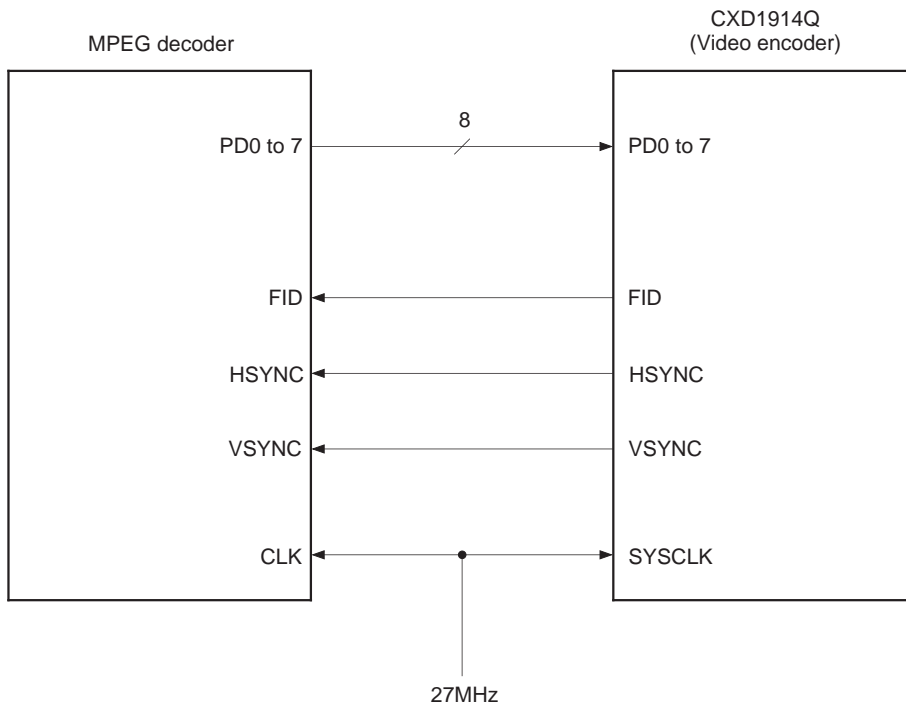 MPEG decoder
CXD1914Q
(Video encoder)
8
PD0 to 7
PD0 to 7
FID
FID
HSYNC
HSYNC
VSYNC
VSYNC
CLK
SYSCLK
27MHz